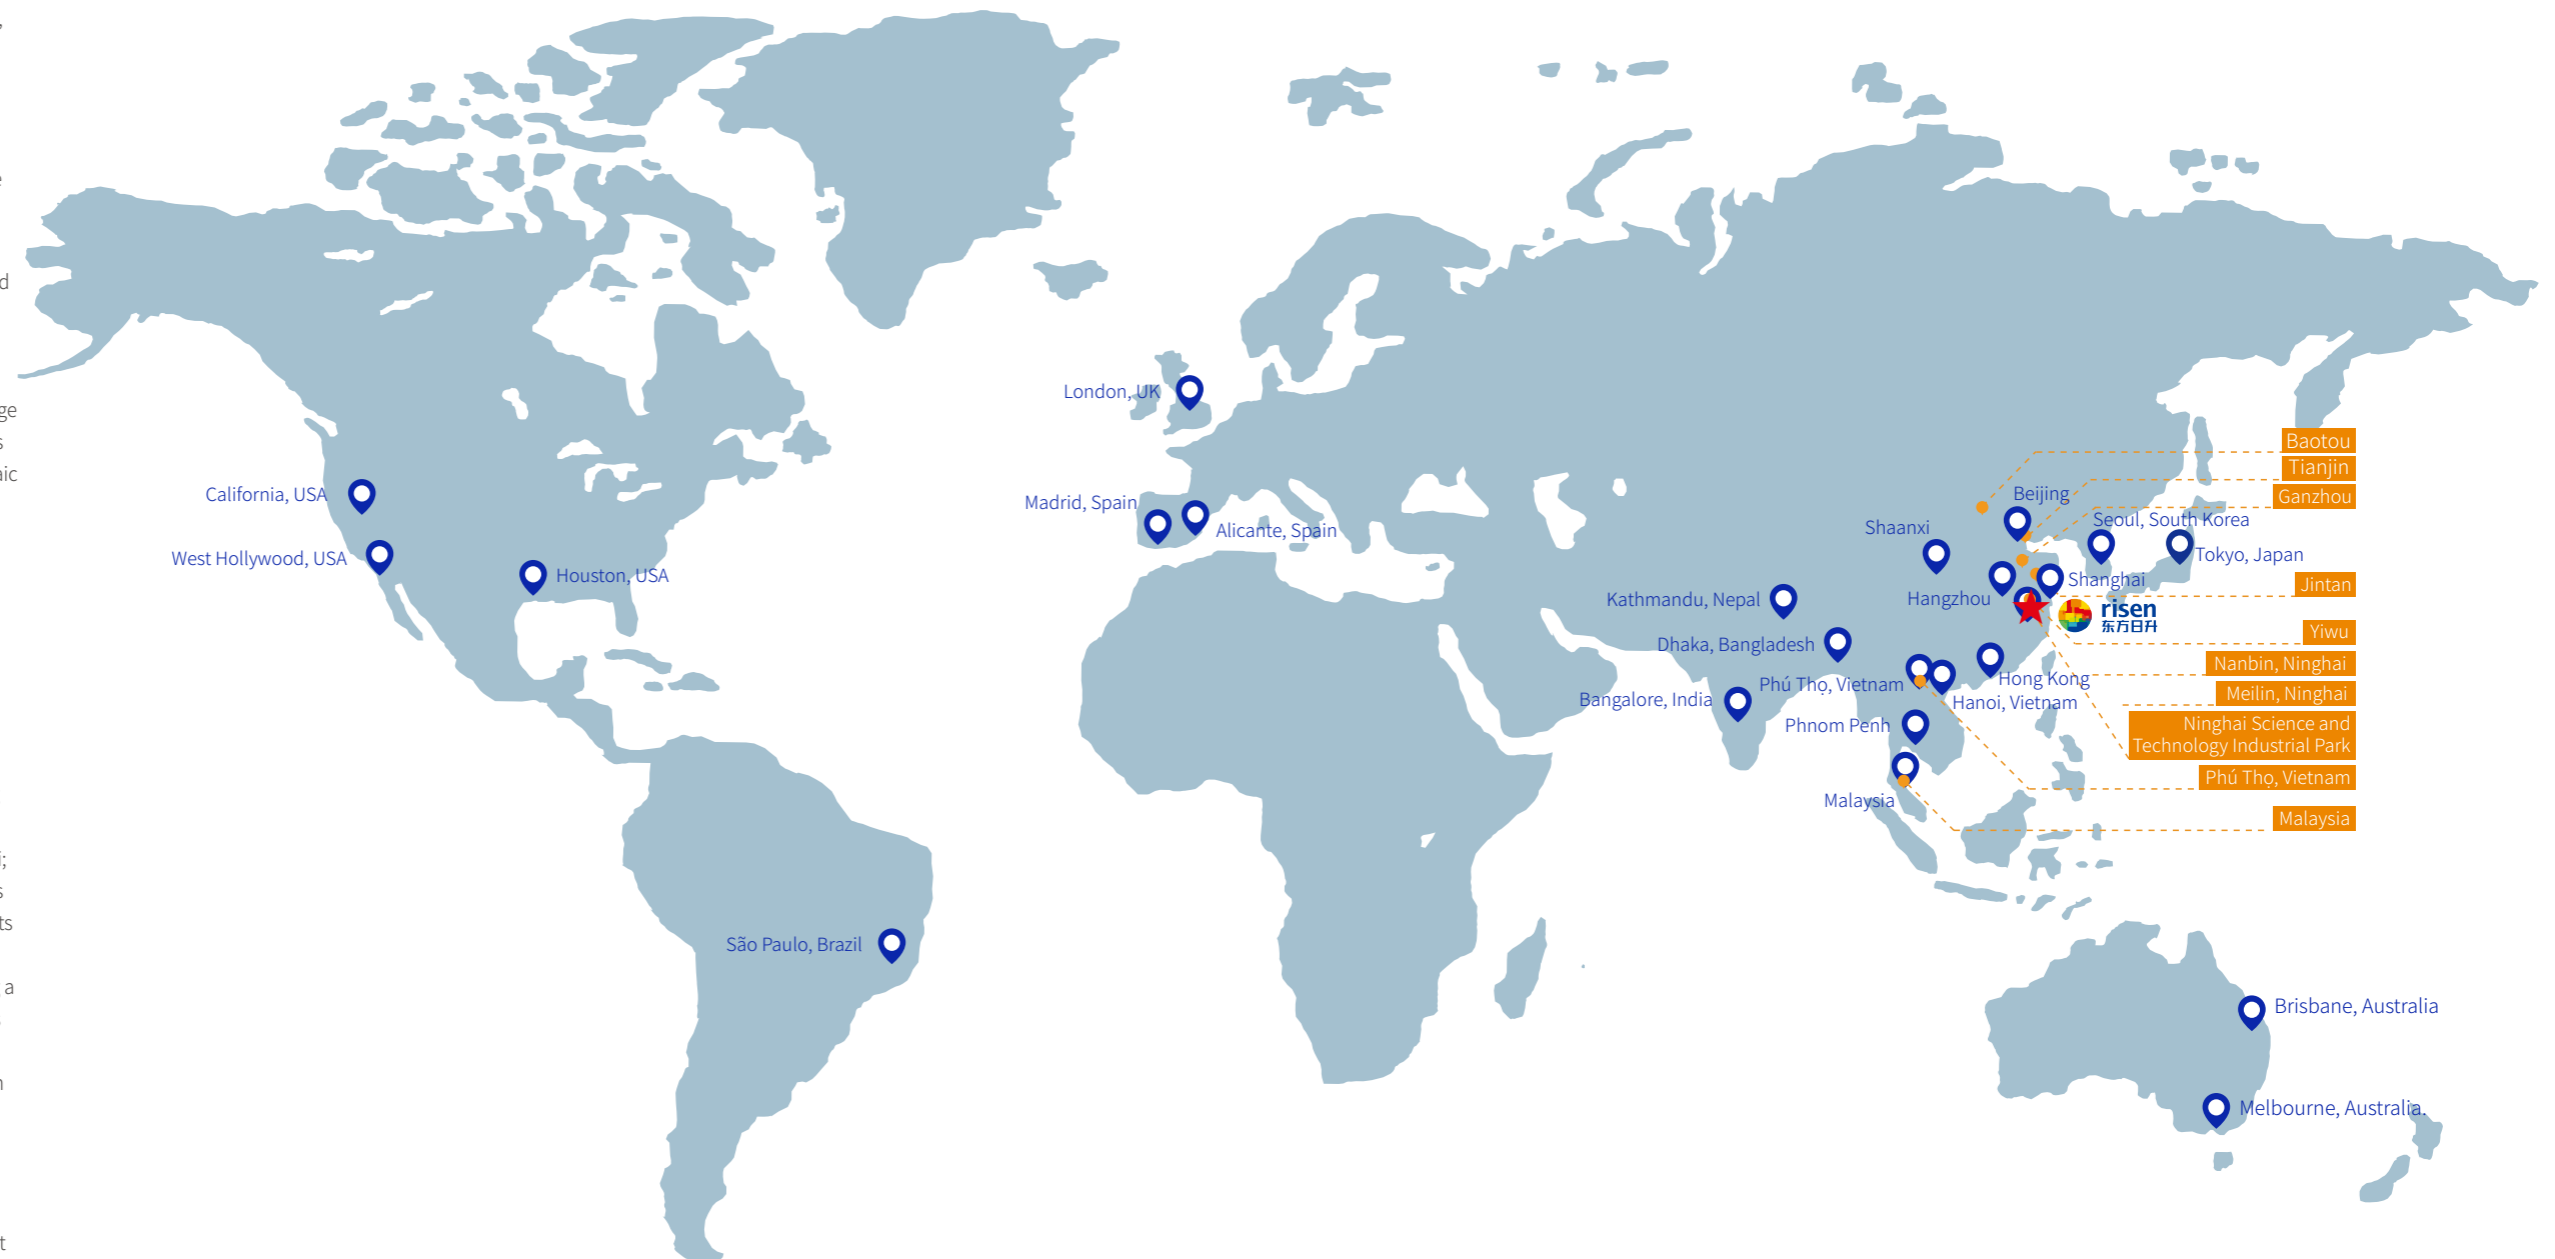 d
ge
s
aic
i;
s
ts
a
n
t
London, UK
California, USA
Madrid, Spain
Alicante, Spain
West Hollywood, USA
Houston, USA
São Paulo, Brazil
Baotou
Tianjin
Beijing
Ganzhou
Shaanxi
Seoul, South Korea
Tokyo, Japan
Shanghai
Jintan
Kathmandu, Nepal
Hangzhou
risen
东方日升
Yiwu
Dhaka, Bangladesh
Nanbin, Ninghai
Phú Thọ, Vietnam
Hong Kong
Meilin, Ninghai
Bangalore, India
Hanoi, Vietnam
Phnom Penh
Ninghai Science and
Technology Industrial Park
Phú Thọ, Vietnam
Malaysia
Malaysia
Brisbane, Australia
Melbourne, Australia.